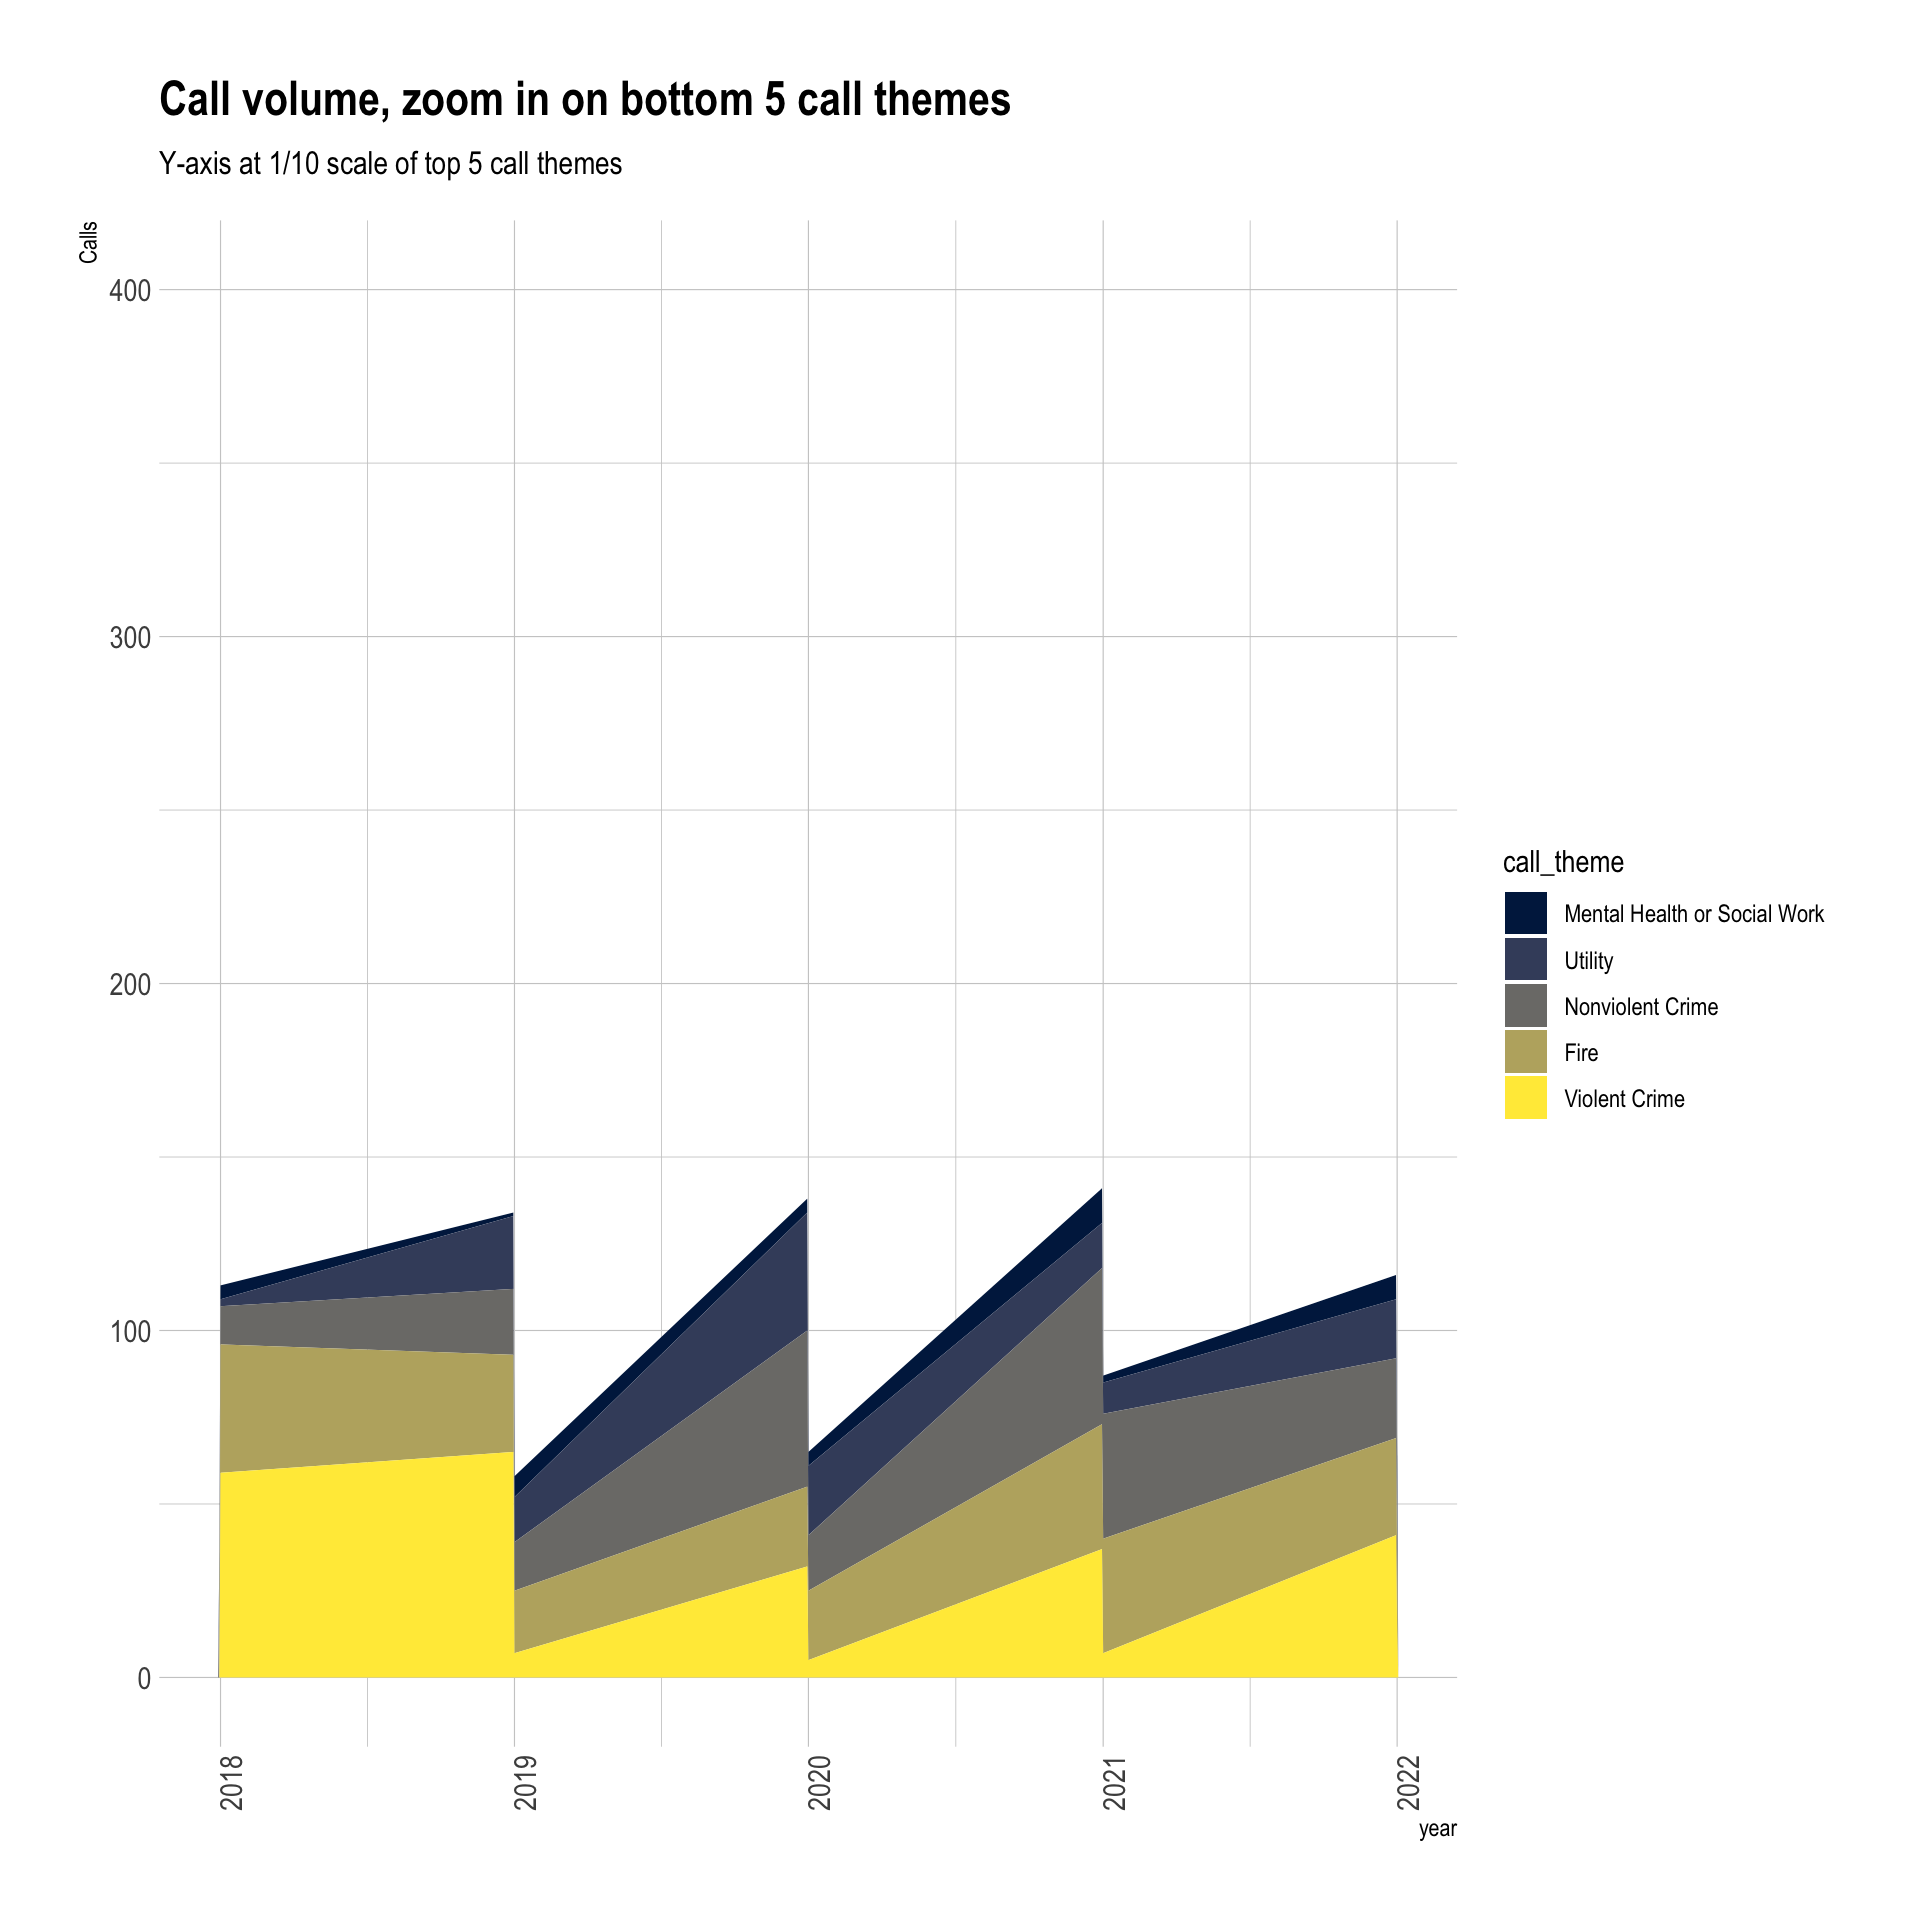 Call volume, zoom in on bottom 5 call themes
Y-axis at 1/10 scale of top 5 call themes
Calls
400
300
200
100
0
2018
2019
2020
2021
2022
year
call_theme
Mental Health or Social Work
Utility
Nonviolent Crime
Fire
Violent Crime